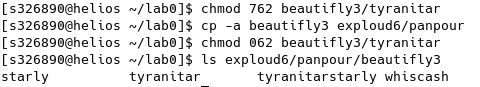 [s326890@helios ~/lab0]$ chmod 762 beautifly3/tyranitar
[s326890@helios ~/lab0]$ cp -a beautifly3 exploud6/panpour
[s326890@helios ~/lab0]$ chmod 062 beautifly3/tyranitar
[s326890@helios ~/lab0]$ ls exploud6/panpour/beautifly3
starly          tyranitar_      tyranitarstarly whiscash